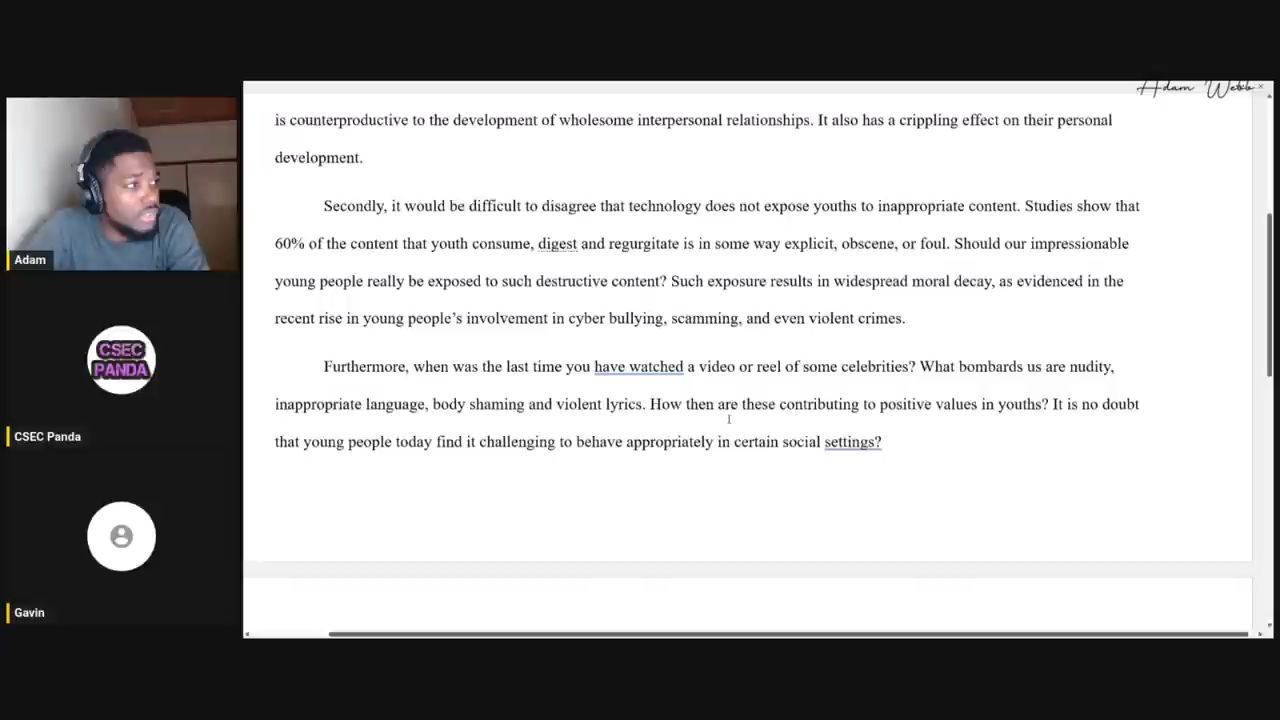 Adam Webb
is counterproductive to the development of wholesome interpersonal relationships. It also has a crippling effect on their personal
development.
Secondly, it would be difficult to disagree that technology does not expose youths to inappropriate content. Studies show that
60% of the content that youth consume, digest and regurgitate is in some way explicit, obscene, or foul. Should our impressionable
young people really be exposed to such destructive content? Such exposure results in widespread moral decay, as evidenced in the
recent rise in young people’s involvement in cyber bullying, scamming, and even violent crimes.
Furthermore, when was the last time you have watched a video or reel of some celebrities? What bombards us are nudity,
inappropriate language, body shaming and violent lyrics. How then are these contributing to positive values in youths? It is no doubt
that young people today find it challenging to behave appropriately in certain social settings?
Adam
CSEC
PANDA
CSEC Panda
Gavin